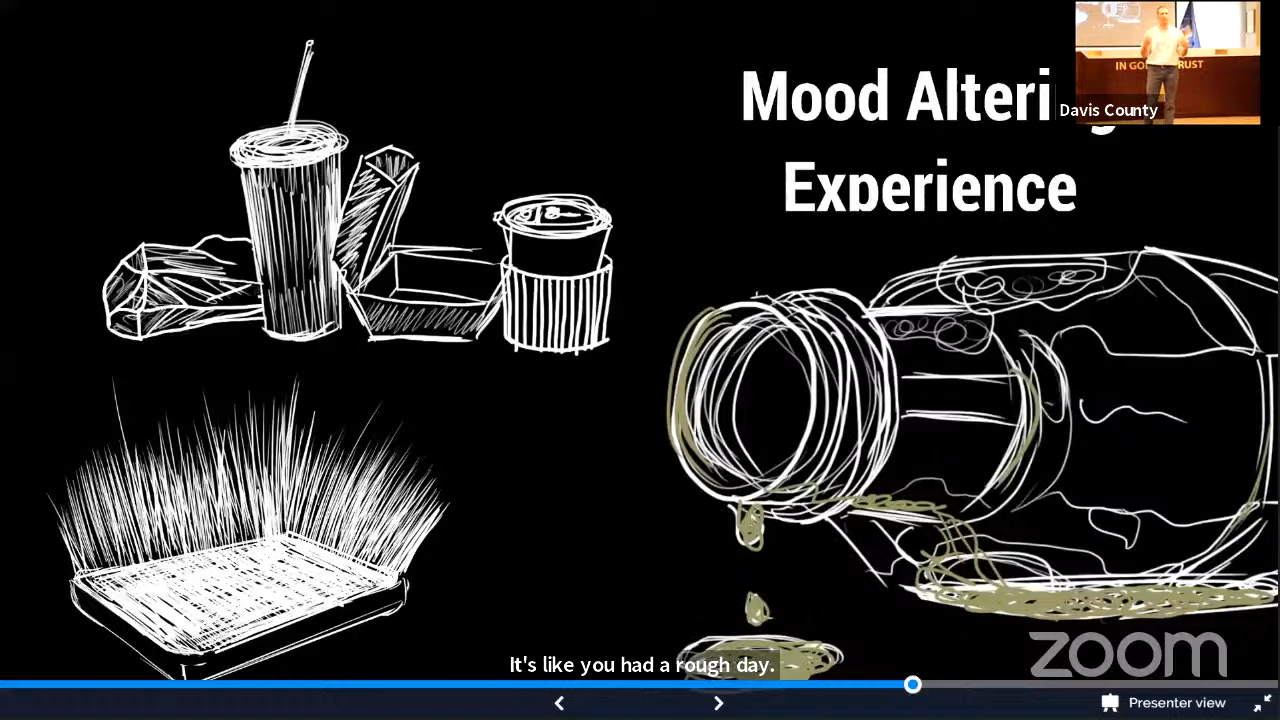 Mood Alteri
Experience
IN GO RUST
Davis County
It's like you had a rough day.
zoom
Presenter view